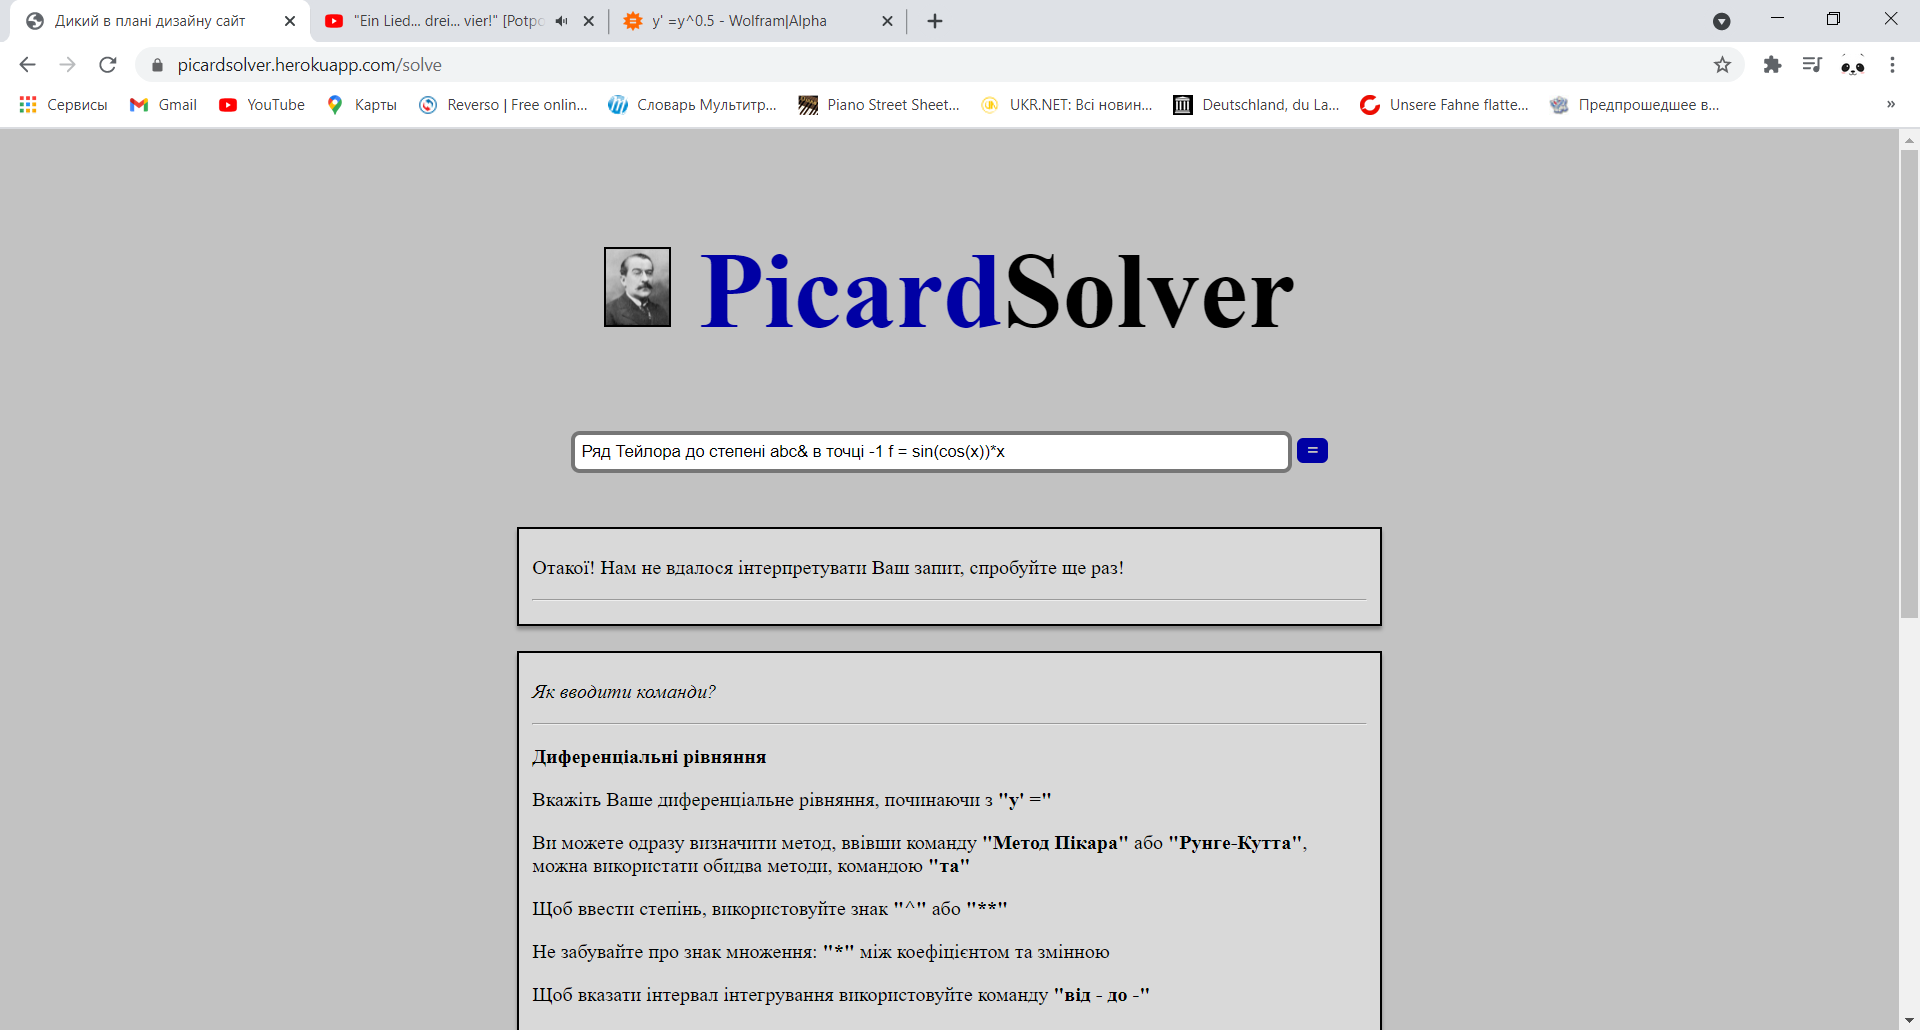 Дикий в плані дизайну сайт
"Ein Lied... drei... vier!" [Potpo
y' =y^0.5 - Wolfram|Alpha
picardsolver.herokuapp.com/solve
Сервисы
Gmail
YouTube
Карты
Reverso | Free onlin...
Словарь Мультитр...
Piano Street Sheet...
UKR.NET: Всі новин...
Deutschland, du La...
Unsere Fahne flatte...
Предпрошедшее в...
»
PicardSolver
Ряд Тейлора до степені abc& в точці -1 f = sin(cos(x))*x
=
Отакої! Нам не вдалося інтерпретувати Ваш запит, спробуйте ще раз!
Як вводити команди?
Диференціальні рівняння
Вкажіть Ваше диференціальне рівняння, починаючи з "y' ="
Ви можете одразу визначити метод, ввівши команду "Метод Пікара" або "Рунге-Кутта",
можна використати обидва методи, командою "та"
Щоб ввести степінь, використовуйте знак "^" або "**"
Не забувайте про знак множення: "*" між коефіцієнтом та змінною
Щоб вказати інтервал інтегрування використовуйте команду "від - до -"